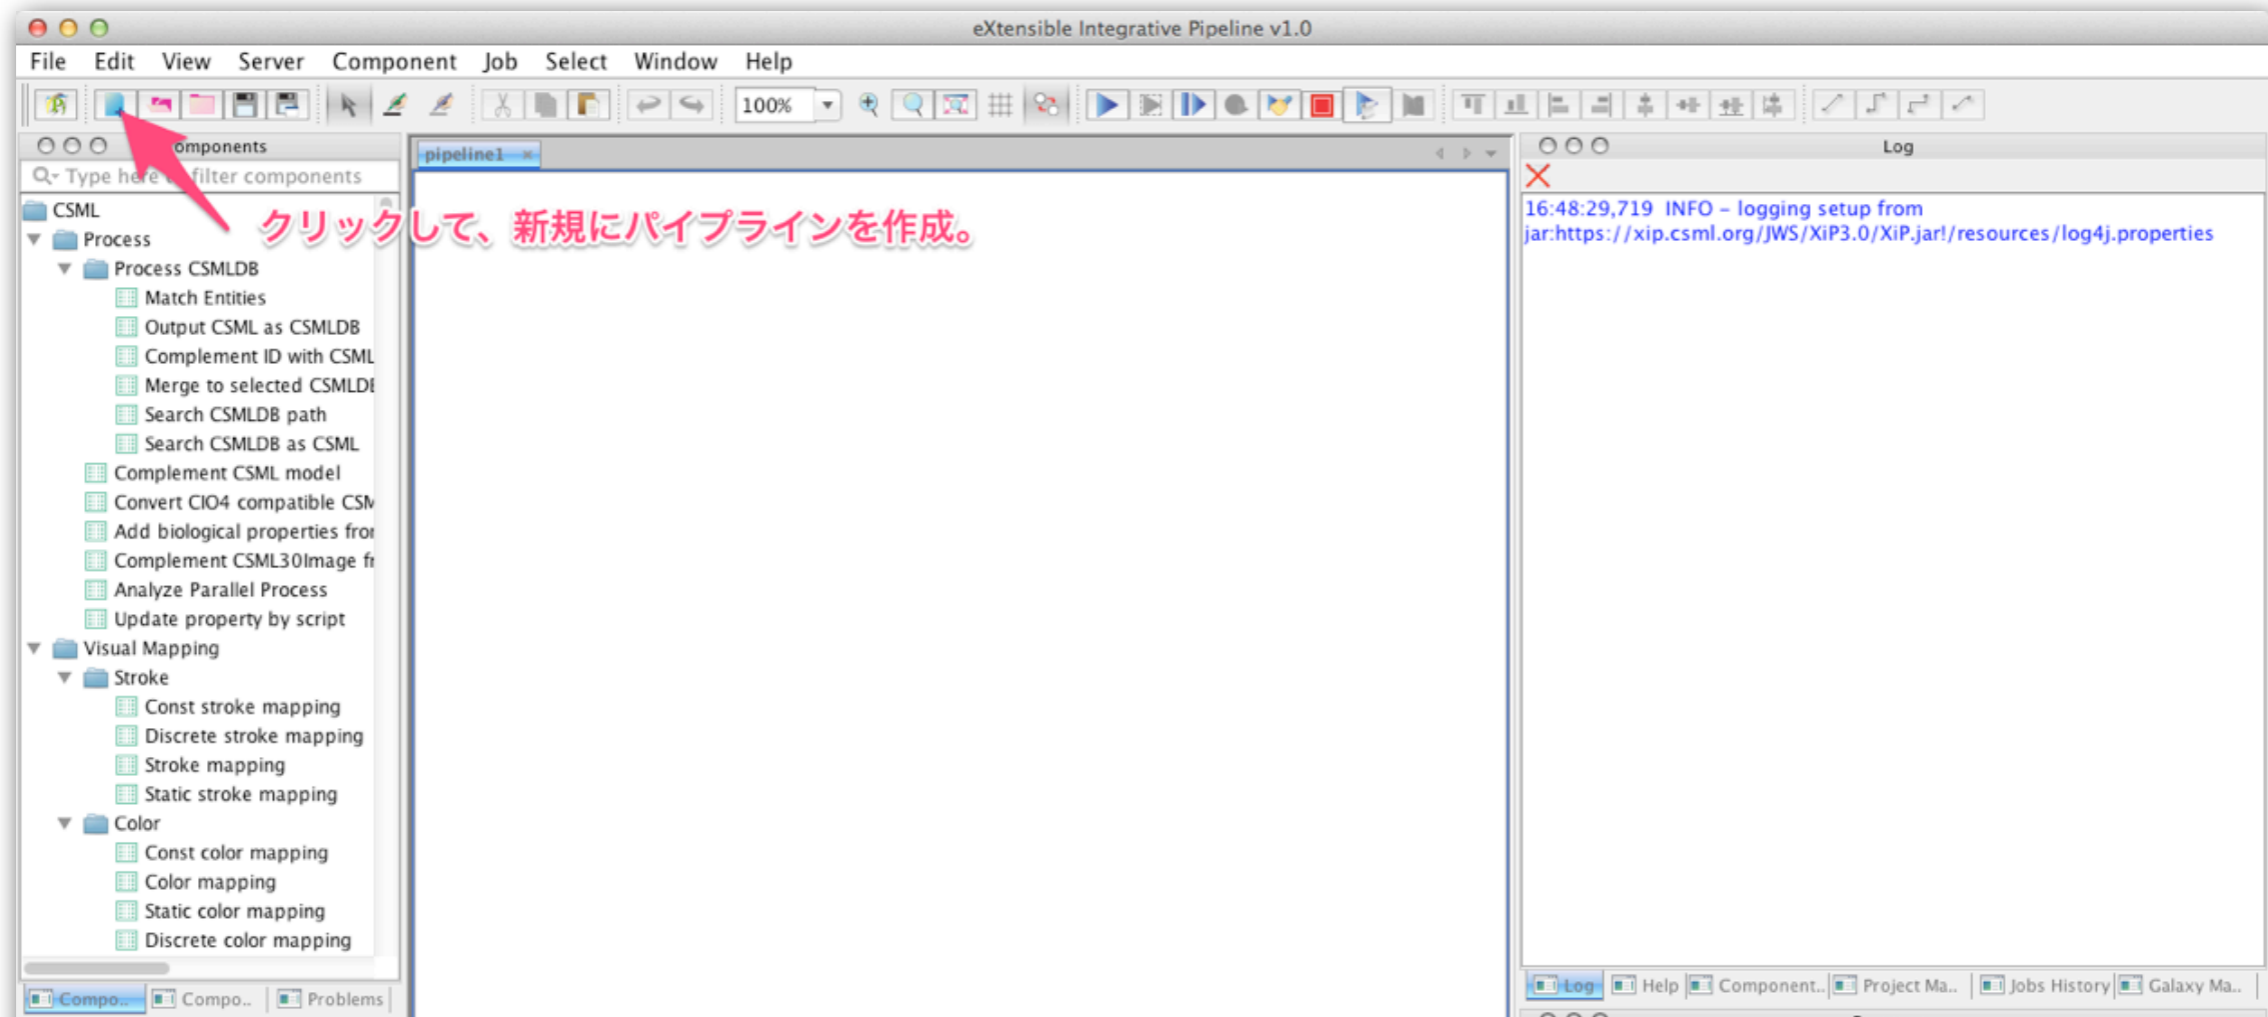 eXtensible Integrative Pipeline v1.0
File Edit View Server Component Job Select Window Help
100%
omponents
Type here filter components
pipeline1
Log
クリックして、新規にパイプラインを作成。
CSML
Process
Process CSMLDB
Match Entities
Output CSML as CSMLDB
Complement ID with CSML
Merge to selected CSMLDB
Search CSMLDB path
Search CSMLDB as CSML
Complement CSML model
Convert CIO4 compatible CSM
Add biological properties from
Complement CSML30Image fr
Analyze Parallel Process
Update property by script
Visual Mapping
Stroke
Const stroke mapping
Discrete stroke mapping
Stroke mapping
Static stroke mapping
Color
Const color mapping
Color mapping
Static color mapping
Discrete color mapping
Compo.. Compo.. Problems
16:48:29,719 INFO – logging setup from
jar:https://xip.csml.org/JWS/XiP3.0/XiP.jar!/resources/log4j.properties
Log Help Component.. Project Ma.. Jobs History Galaxy Ma..